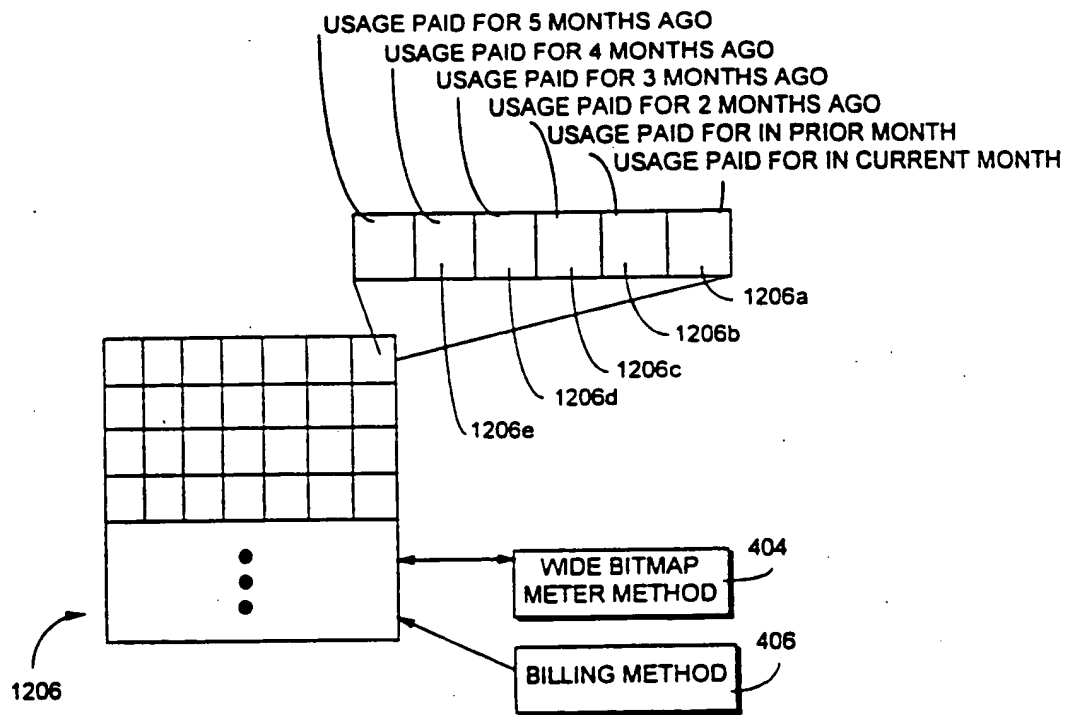 USAGE PAID FOR 5 MONTHS AGO
USAGE PAID FOR 4 MONTHS AGO
USAGE PAID FOR 3 MONTHS AGO
USAGE PAID FOR 2 MONTHS AGO
USAGE PAID FOR IN PRIOR MONTH
USAGE PAID FOR IN CURRENT MONTH
1206a
1206b
1206c
1206d
1206e
404
WIDE BITMAP
METER METHOD
406
BILLING METHOD
1206